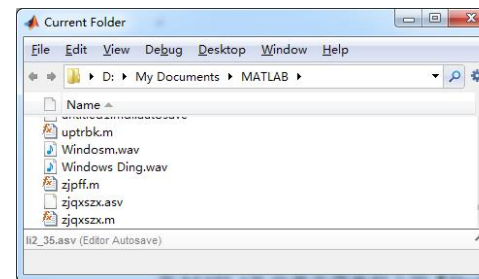 Current Folder
File Edit View Debug Desktop Window Help
D: My Documents MATLAB
Name
uptrbk.m
Windosm.wav
Windows Ding.wav
zjpff.m
zjqxszx.asv
zjqxszx.m
li2_35.asv (Editor Autosave)